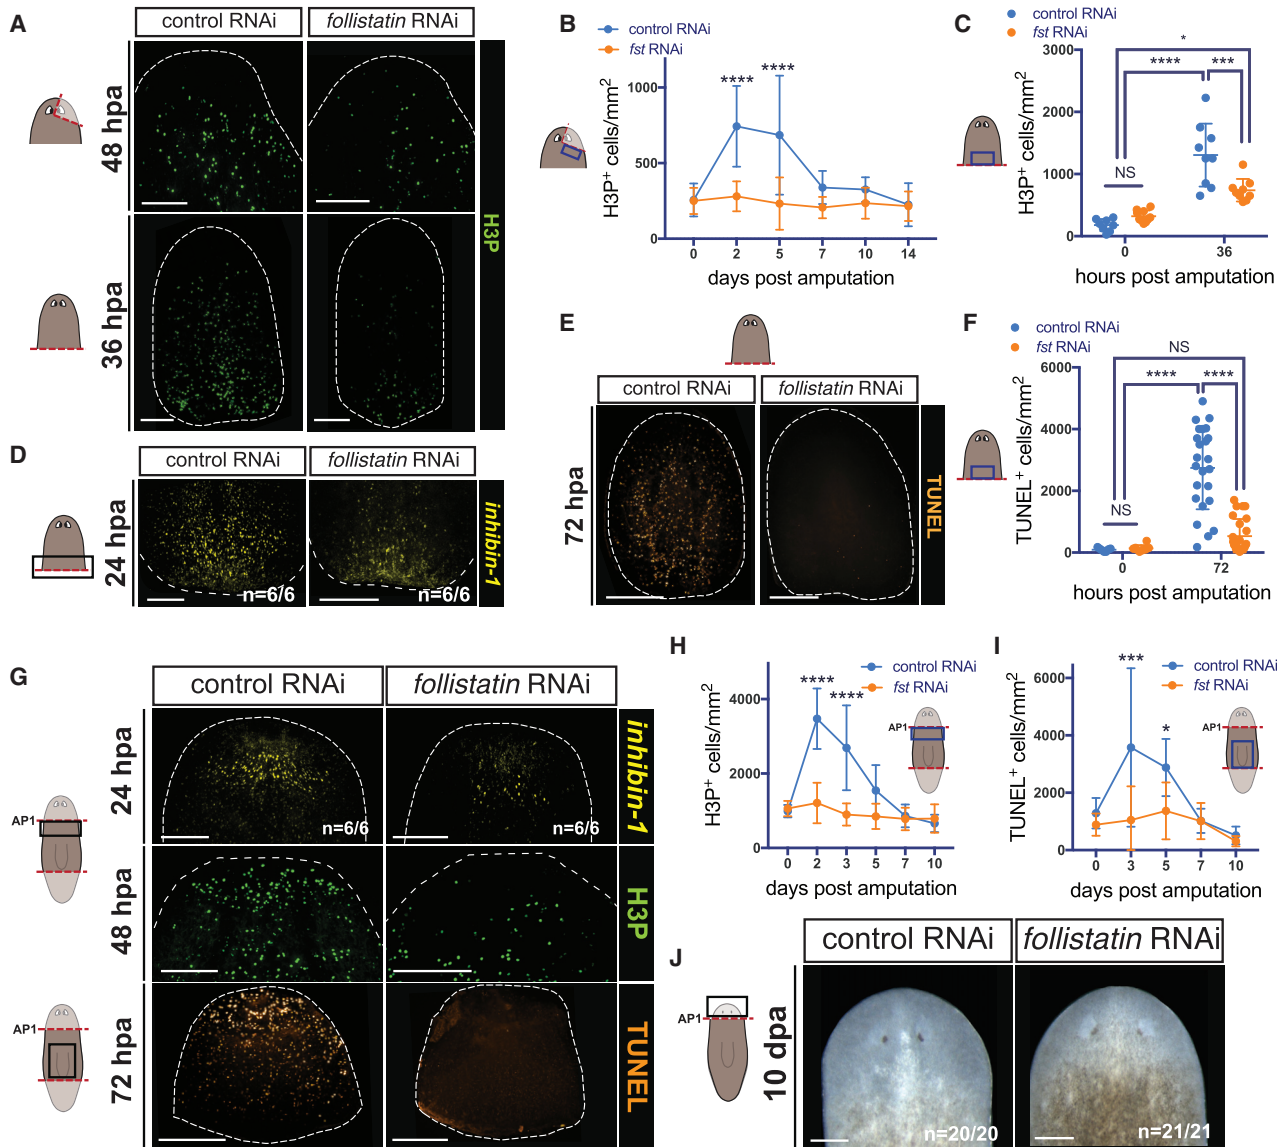 A
control RNAi
follistatin RNAi
48 hpa
36 hpa
H3P
B
control RNAi
fst RNAi
H3P+ cells/mm2
1000
500
0
**** ****
0 2 5 7 10 14
days post amputation
C
control RNAi
fst RNAi
H3P+ cells/mm2
3000
2000
1000
0
*
**** ***
NS
0 36
hours post amputation
D
control RNAi
follistatin RNAi
24 hpa
n=6/6
n=6/6
inhibin-1
E
control RNAi
follistatin RNAi
72 hpa
TUNEL
F
control RNAi
fst RNAi
TUNEL+ cells/mm2
6000
4000
2000
0
NS
**** ****
NS
0 72
hours post amputation
G
control RNAi
follistatin RNAi
AP1
24 hpa
n=6/6
n=6/6
inhibin-1
48 hpa
H3P
AP1
72 hpa
TUNEL
H
control RNAi
fst RNAi
H3P+ cells/mm2
4000
2000
0
**** ****
AP1
0 2 3 5 7 10
days post amputation
I
control RNAi
fst RNAi
TUNEL+ cells/mm2
6000
4000
2000
0
*** *
AP1
0 3 5 7 10
days post amputation
J
control RNAi
follistatin RNAi
AP1
10 dpa
n=20/20
n=21/21